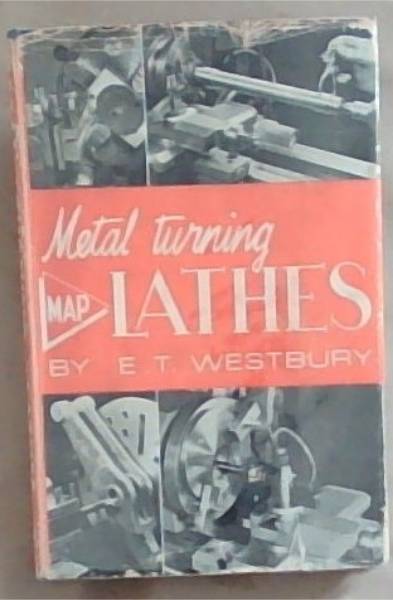 Metal turning
MAP LATHES
BY E.T. WESTBURY